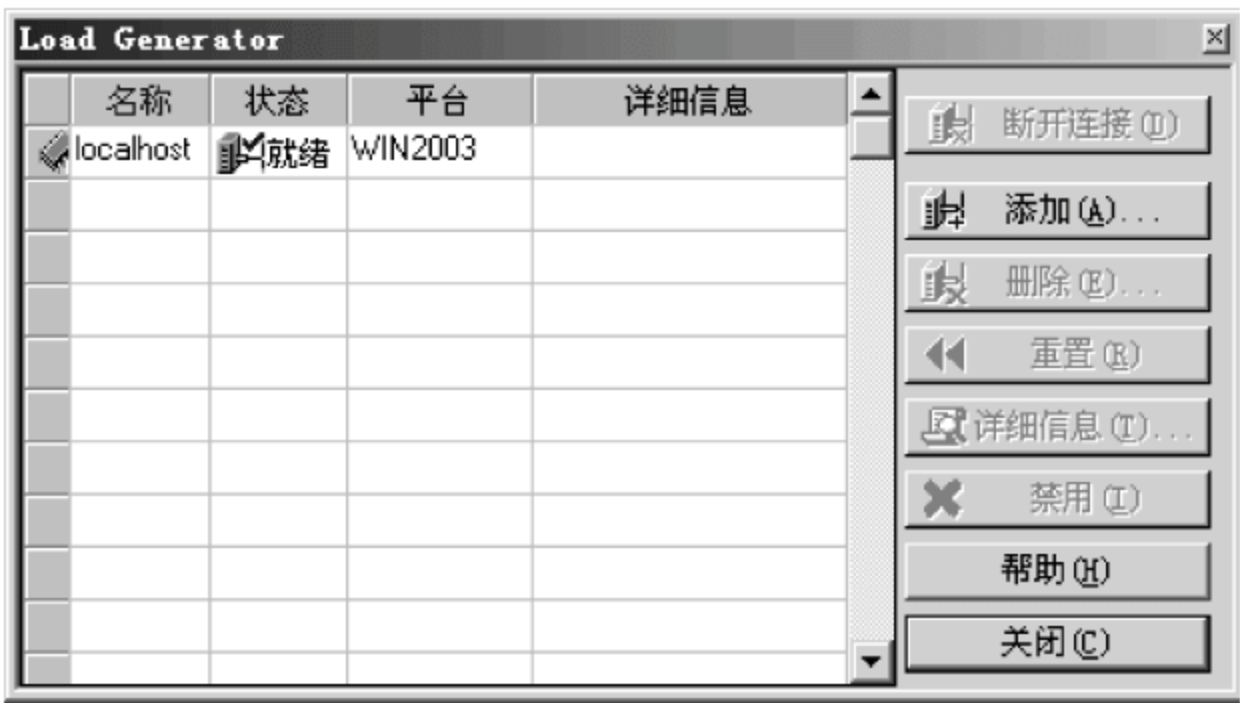 Load Generator
名称 状态 平台 详细信息
localhost 就绪 WIN2003
断开连接(D)
添加(A)...
册除(E)...
重置(R)
详细信息(T)...
禁用(I)
帮助(H)
关闭(C)